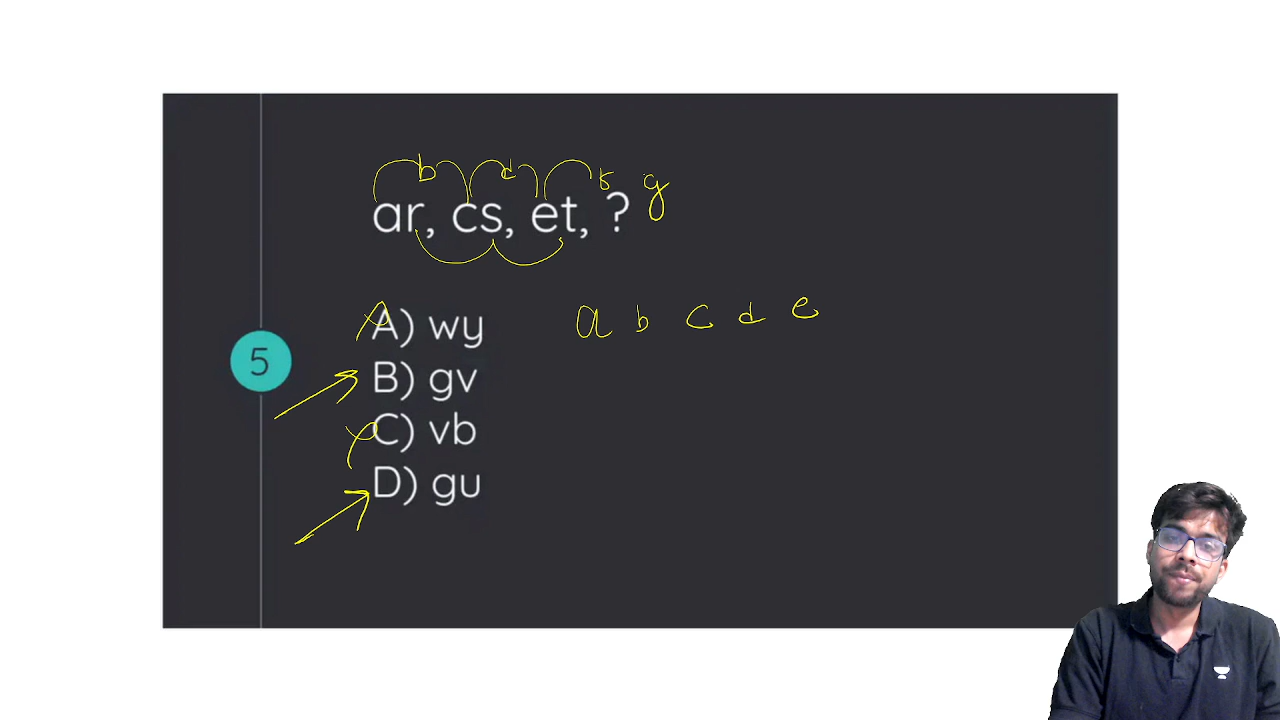 b d f g
ar, cs, et, ?
A) wy
a b c d e
5
B) gv
C) vb
D) gu